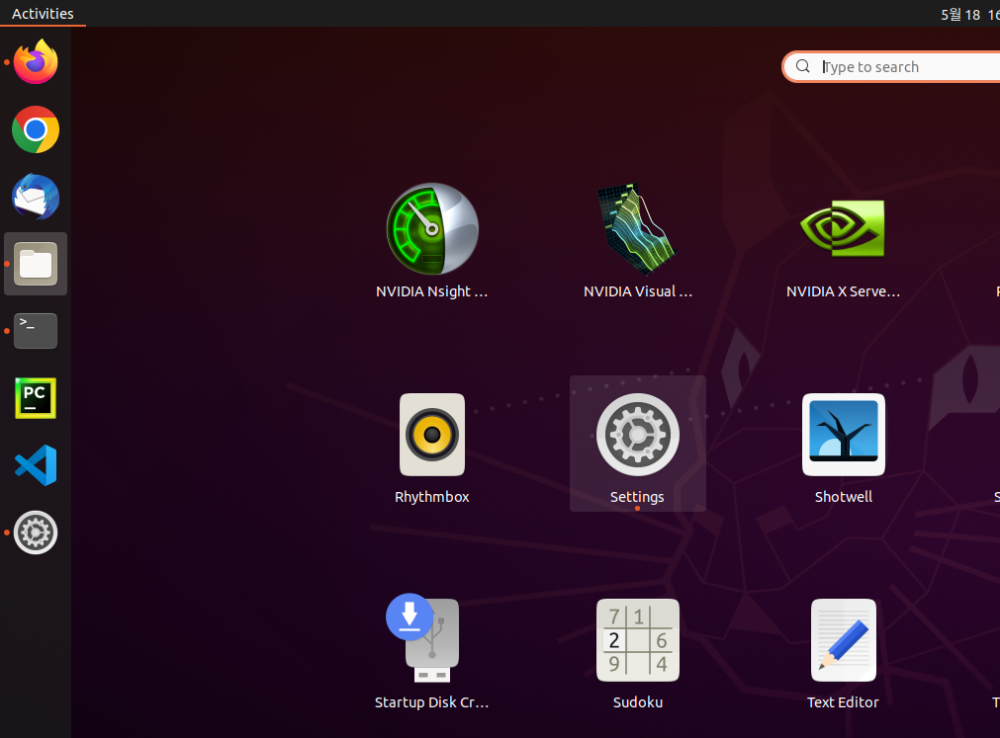 Activities
5월 18 16
Type to search
NVIDIA Nsight ...
NVIDIA Visual ...
NVIDIA X Serve...
>_
PC
Rhythmbox
Settings
Shotwell
7 1
2 6
9 4
Startup Disk Cr...
Sudoku
Text Editor